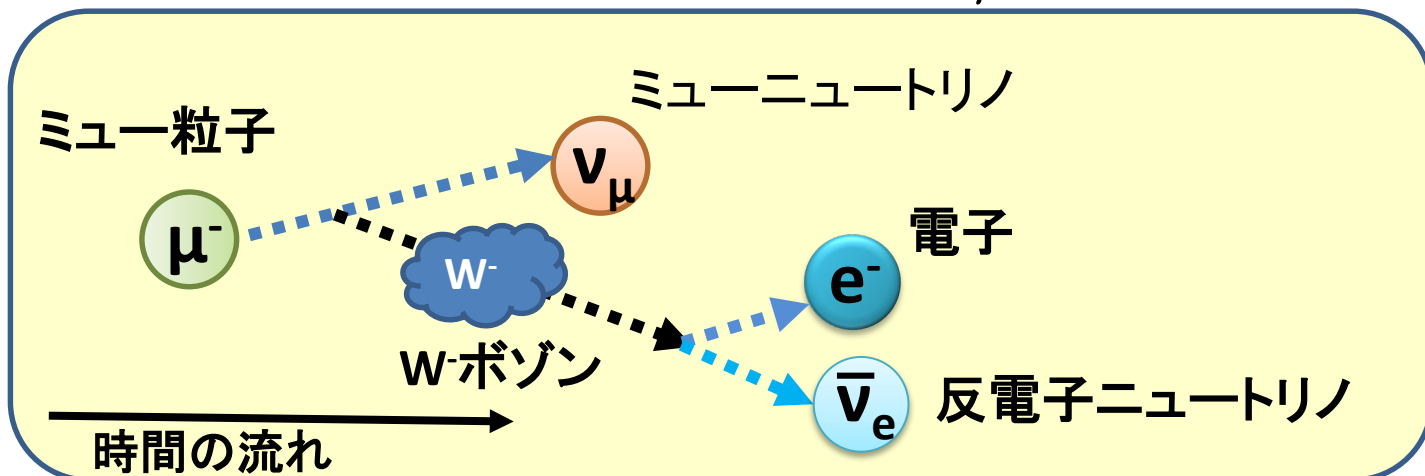 ミューニュートリノ
ミュー粒子
νμ
μ-
電子
W-
e-
W-ボゾン
ν̅e
反電子ニュートリノ
時間の流れ